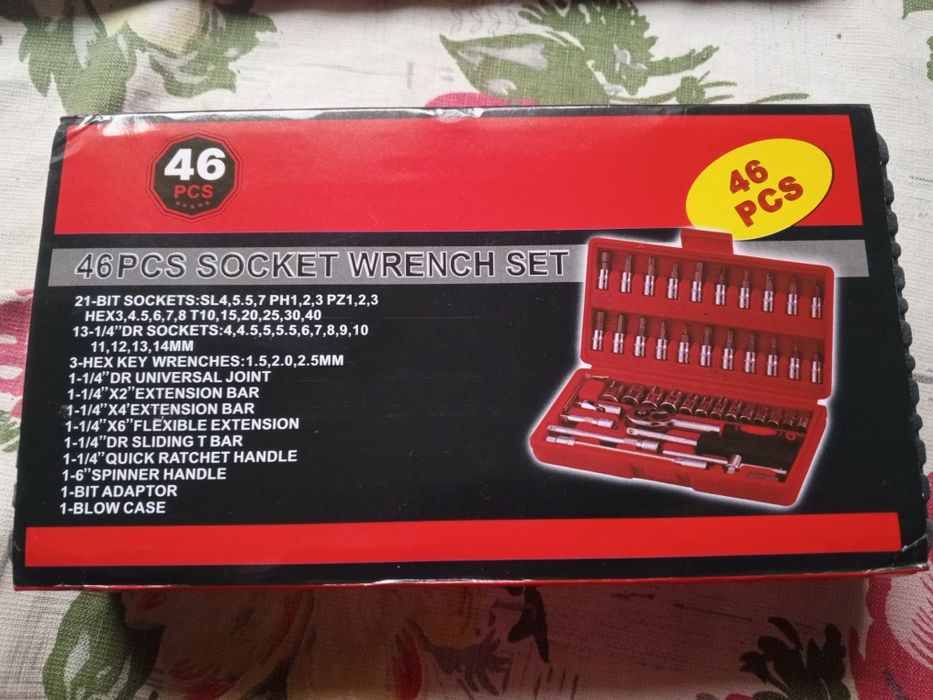 46
PCS
46
PCS
46PCS SOCKET WRENCH SET
21-BIT SOCKETS:SL4,5.5,7 PH1,2,3 PZ1,2,3
HEX3,4.5,6,7,8 T10,15,20,25,30,40
13-1/4"DR SOCKETS:4,4.5,5,5.5,6,7,8,9,10
11,12,13,14MM
3-HEX KEY WRENCHES:1.5,2.0,2.5MM
1-1/4"DR UNIVERSAL JOINT
1-1/4"X2"EXTENSION BAR
1-1/4"X4'EXTENSION BAR
1-1/4"X6"FLEXIBLE EXTENSION
1-1/4"DR SLIDING T BAR
1-1/4"QUICK RATCHET HANDLE
1-6"SPINNER HANDLE
1-BIT ADAPTOR
1-BLOW CASE